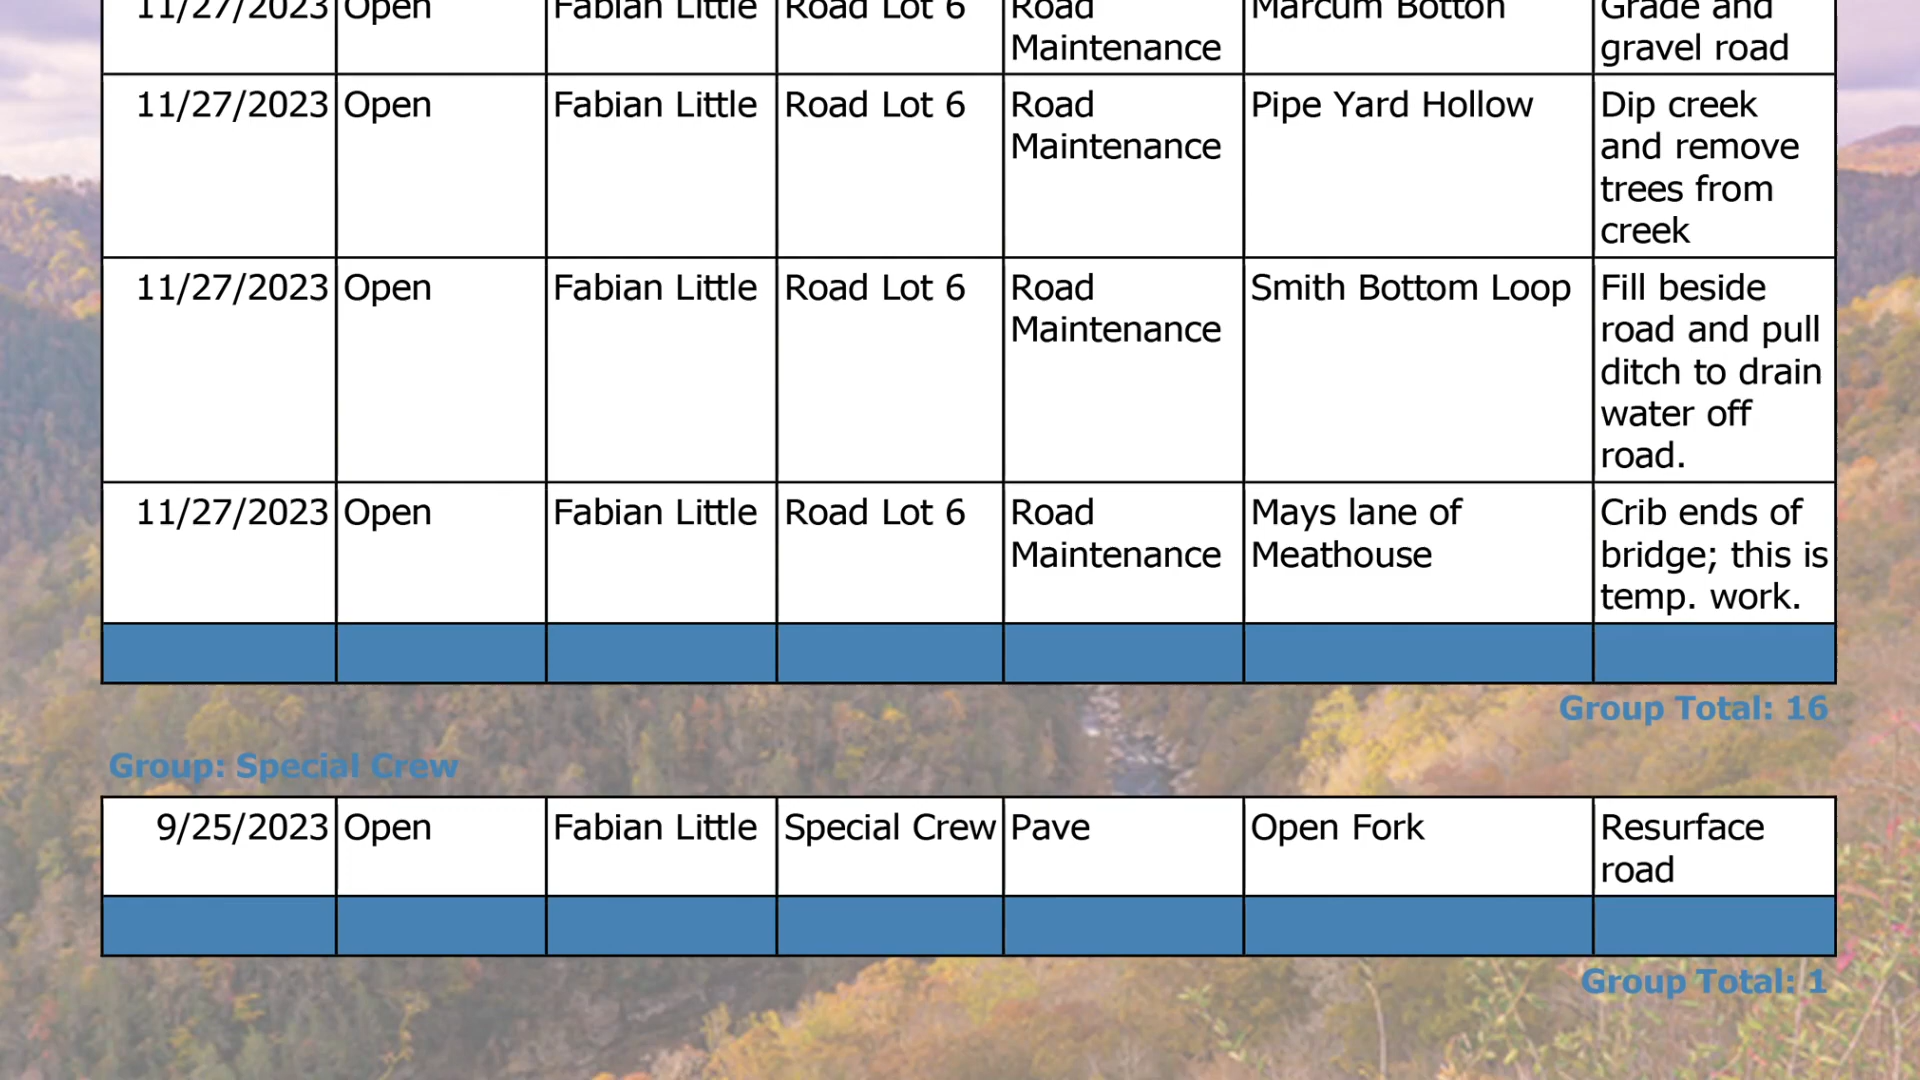 11/27/2023 Open Fabian Little Road Lot 6 Road Marcum Botton Grade and
Maintenance gravel road
11/27/2023 Open Fabian Little Road Lot 6 Road Pipe Yard Hollow Dip creek
Maintenance and remove
trees from
creek
11/27/2023 Open Fabian Little Road Lot 6 Road Smith Bottom Loop Fill beside
Maintenance road and pull
ditch to drain
water off
road.
11/27/2023 Open Fabian Little Road Lot 6 Road Mays lane of Crib ends of
Maintenance Meathouse bridge; this is
temp. work.
Group Total: 16
Group: Special Crew
9/25/2023 Open Fabian Little Special Crew Pave Open Fork Resurface
road
Group Total: 1